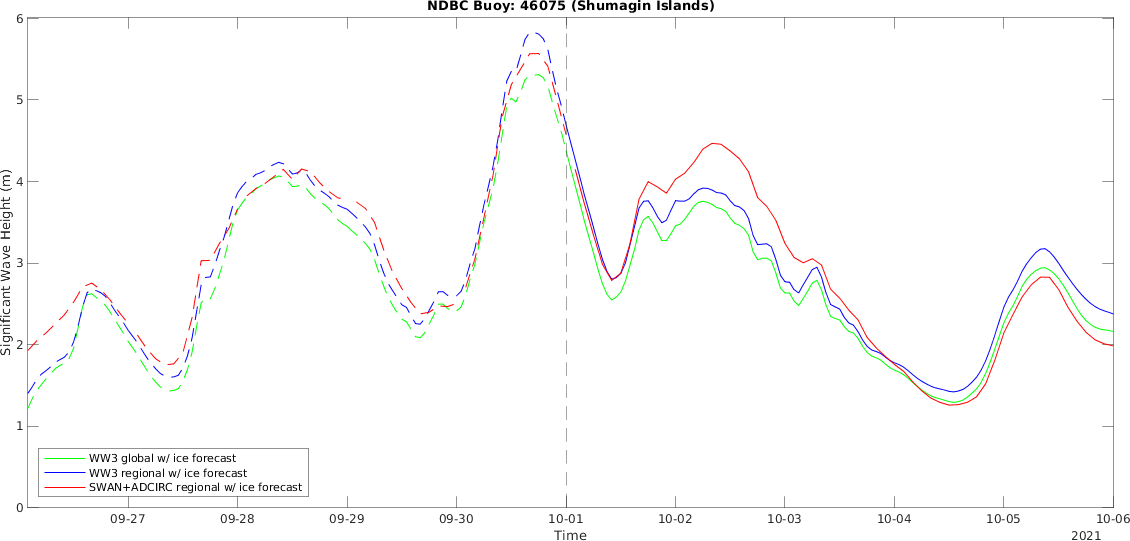 NDBC Buoy: 46075 (Shumagin Islands)
6
5
4
3
2
1
0
Significant Wave Height (m)
WW3 global w/ ice forecast
WW3 regional w/ ice forecast
SWAN+ADCIRC regional w/ ice forecast
09-27 09-28 09-29 09-30 10-01 10-02 10-03 10-04 10-05 10-06
Time
2021